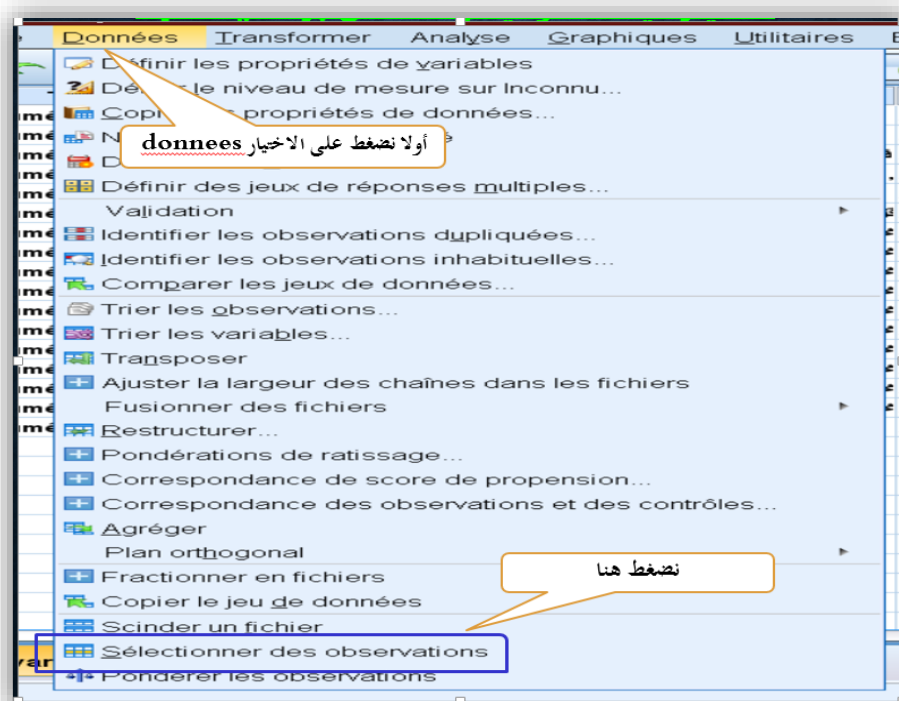 Données Transformer Analyse Graphiques Utilitaires
Définir les propriétés de variables
le niveau de mesure sur Inconnu...
propriétés de données...
أولا نضغط على الاختيار donnees
Définir des jeux de réponses multiples...
Validation
Identifier les observations dupliquées...
Identifier les observations inhabituelles...
Comparer les jeux de données...
Trier les observations...
Trier les variables...
Transposer
Ajuster la largeur des chaînes dans les fichiers
Fusionner des fichiers
Restructurer...
Pondérations de ratissage...
Correspondance de score de propension...
Correspondance des observations et des contrôles...
Agréger
Plan orthogonal
نضغط هنا
Fractionner en fichiers
Copier le jeu de données
Scinder un fichier
Sélectionner des observations
Pondérer les observations